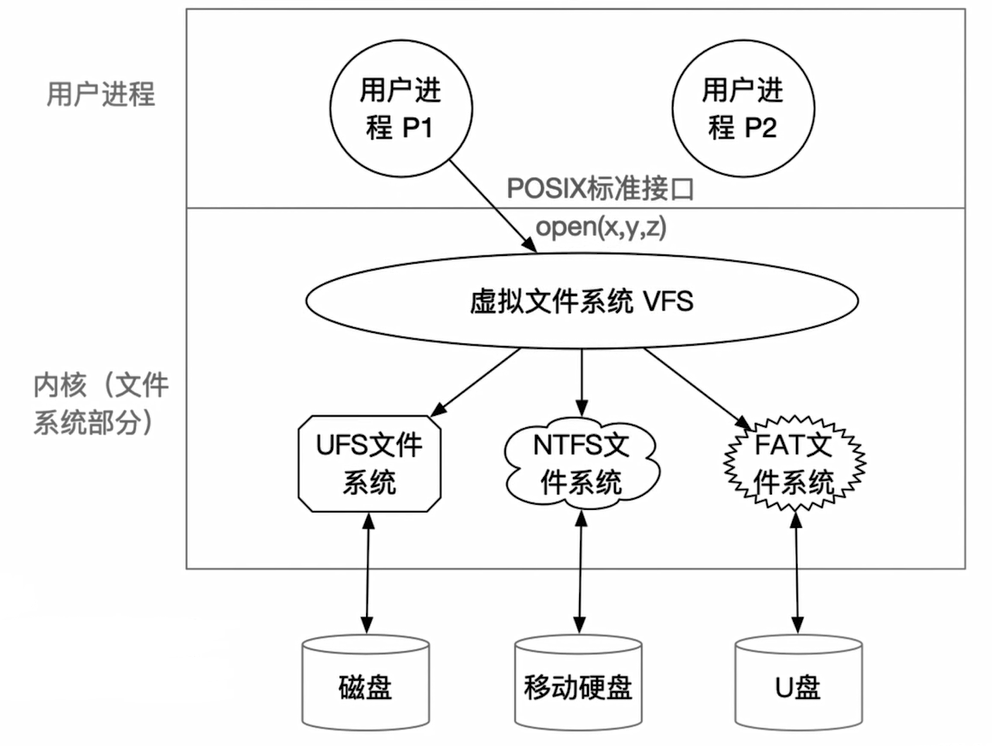 用户进程
用户进
程 P1
用户进
程 P2
POSIX标准接口
open(x,y,z)
虚拟文件系统 VFS
内核（文件
系统部分）
UFS文件
系统
NTFS文
件系统
FAT文
件系统
磁盘
移动硬盘
U盘